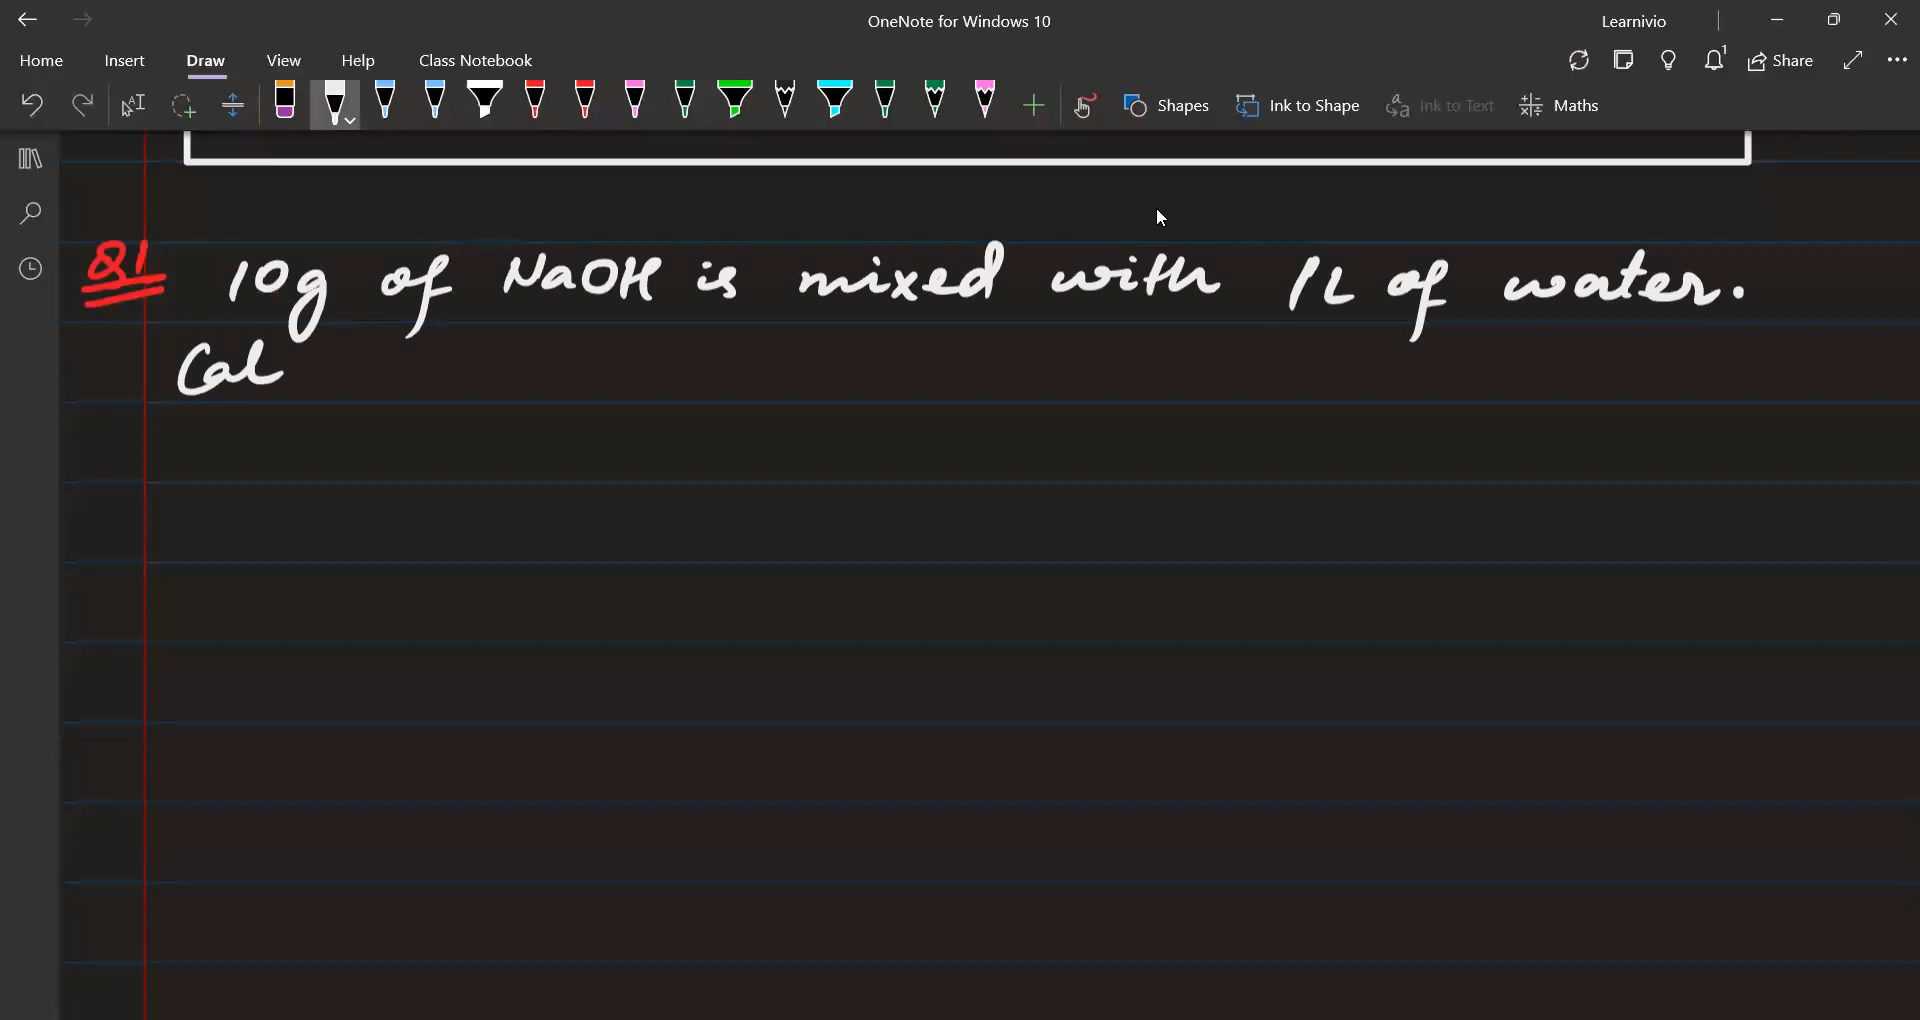 OneNote for Windows 10
Learnivio
Home Insert Draw View Help Class Notebook
1 Share
Shapes Ink to Shape Ink to Text Maths
Q1 10g of NaOH is mixed with 1L of water.
Cal